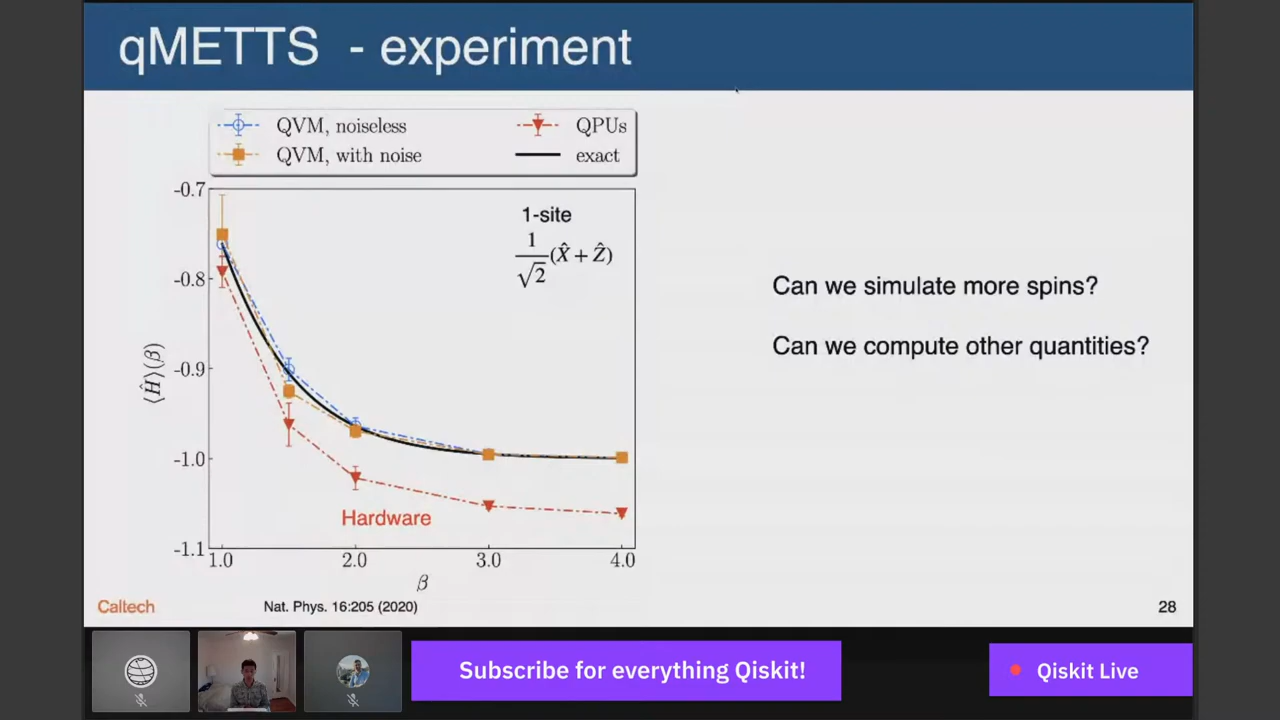 qMETTS - experiment
QVM, noiseless
QPUs
QVM, with noise
exact
-0.7
-0.8
-0.9
-1.0
-1.1
⟨Ĥ⟩(β)
1-site
1/√2 (X̂ + Ẑ)
Hardware
1.0 2.0 3.0 4.0
β
Can we simulate more spins?
Can we compute other quantities?
Caltech
Nat. Phys. 16:205 (2020)
28
Subscribe for everything Qiskit!
Qiskit Live